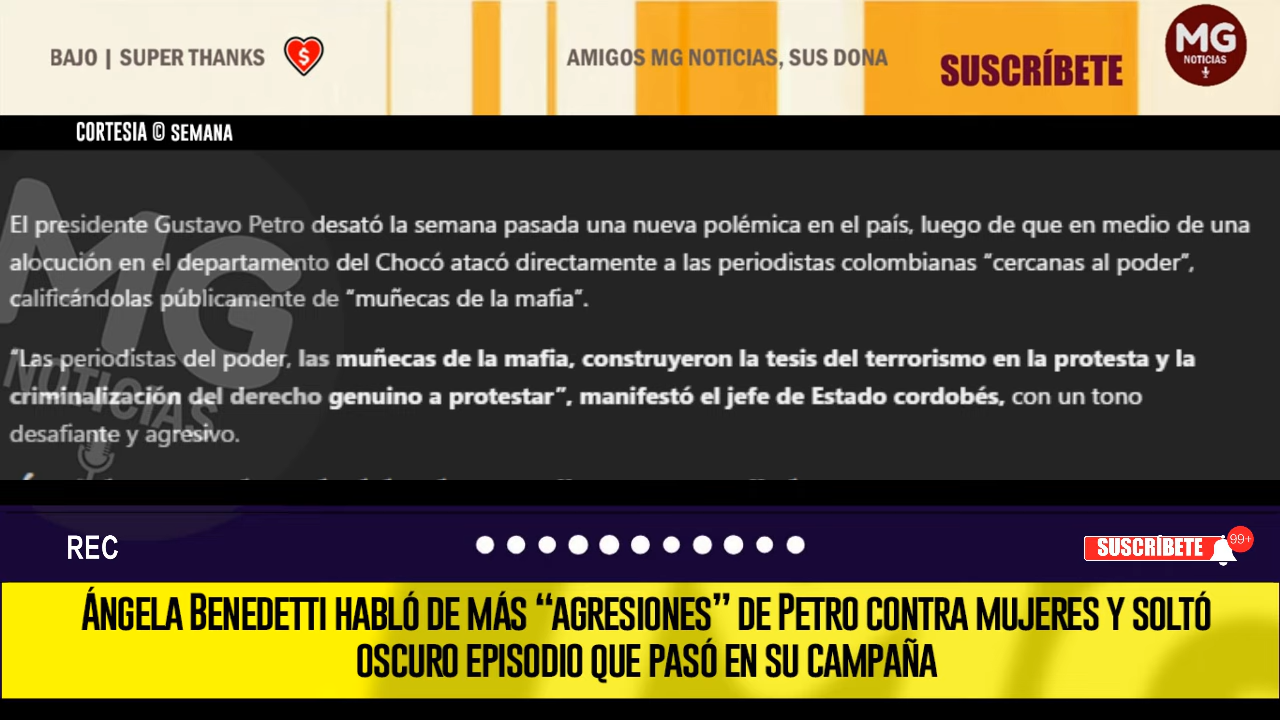 BAJO | SUPER THANKS
AMIGOS MG NOTICIAS, SUS DONA
SUSCRÍBETE
MG
NOTICIAS
CORTESIA © SEMANA
El presidente Gustavo Petro desató la semana pasada una nueva polémica en el país, luego de que en medio de una
alocución en el departamento del Chocó atacó directamente a las periodistas colombianas “cercanas al poder”,
calificándolas públicamente de “muñecas de la mafia”.
“Las periodistas del poder, las muñecas de la mafia, construyeron la tesis del terrorismo en la protesta y la
criminalización del derecho genuino a protestar”, manifestó el jefe de Estado cordobés, con un tono
desafiante y agresivo.
MG
NOTICIAS
REC
SUSCRÍBETE
99+
ÁNGELA BENEDETTI HABLÓ DE MÁS “AGRESIONES” DE PETRO CONTRA MUJERES Y SOLTÓ
OSCURO EPISODIO QUE PASÓ EN SU CAMPAÑA